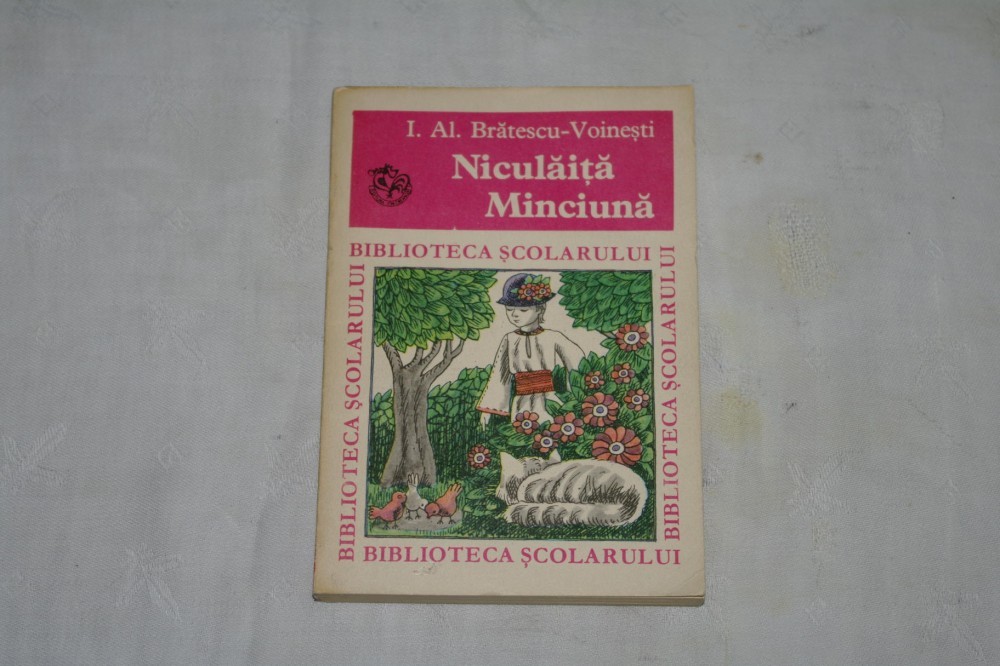 I. Al. Brătescu-Voinești
Niculăiță
Minciună
BIBLIOTECA ȘCOLARULUI
BIBLIOTECA ȘCOLARULUI
BIBLIOTECA ȘCOLARULUI
BIBLIOTECA ȘCOLARULUI